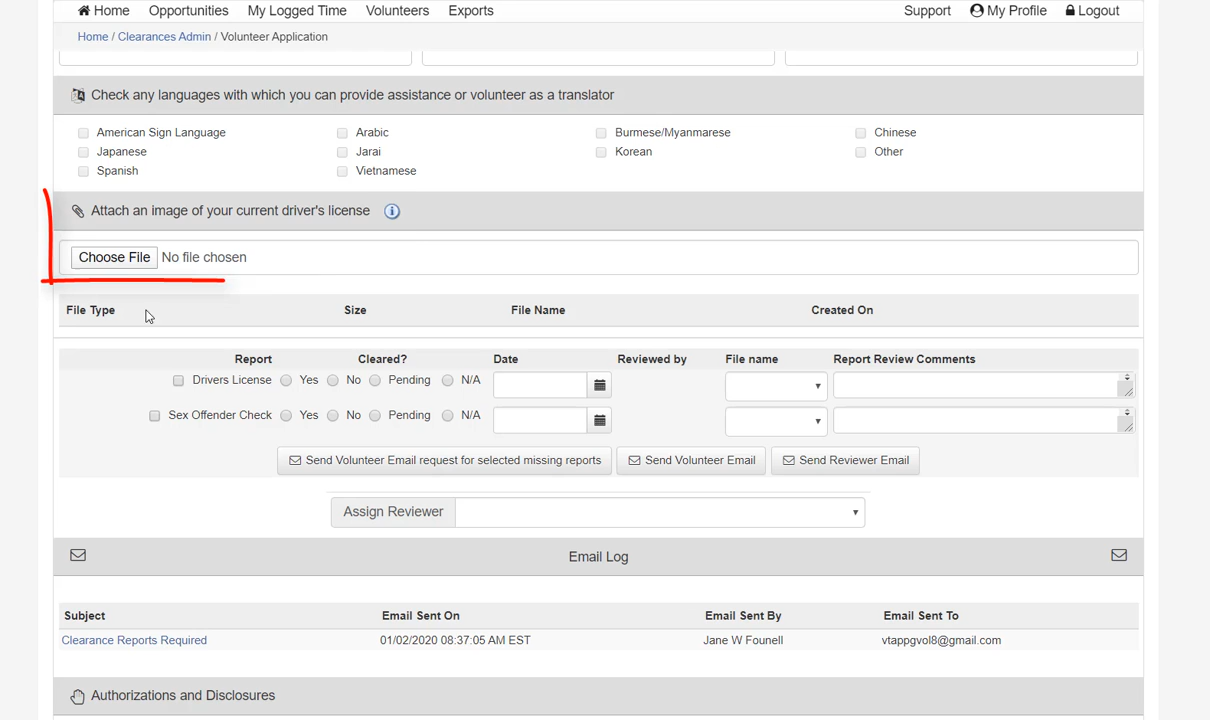 Home Opportunities My Logged Time Volunteers Exports Support My Profile Logout
Home / Clearances Admin / Volunteer Application
Check any languages with which you can provide assistance or volunteer as a translator
American Sign Language Arabic Burmese/Myanmarese Chinese
Japanese Jarai Korean Other
Spanish Vietnamese
Attach an image of your current driver's license
Choose File No file chosen
File Type Size File Name Created On
Report Cleared? Date Reviewed by File name Report Review Comments
Drivers License Yes No Pending N/A
Sex Offender Check Yes No Pending N/A
Send Volunteer Email request for selected missing reports Send Volunteer Email Send Reviewer Email
Assign Reviewer
Email Log
Subject Email Sent On Email Sent By Email Sent To
Clearance Reports Required 01/02/2020 08:37:05 AM EST Jane W Founell vtappgvol8@gmail.com
Authorizations and Disclosures